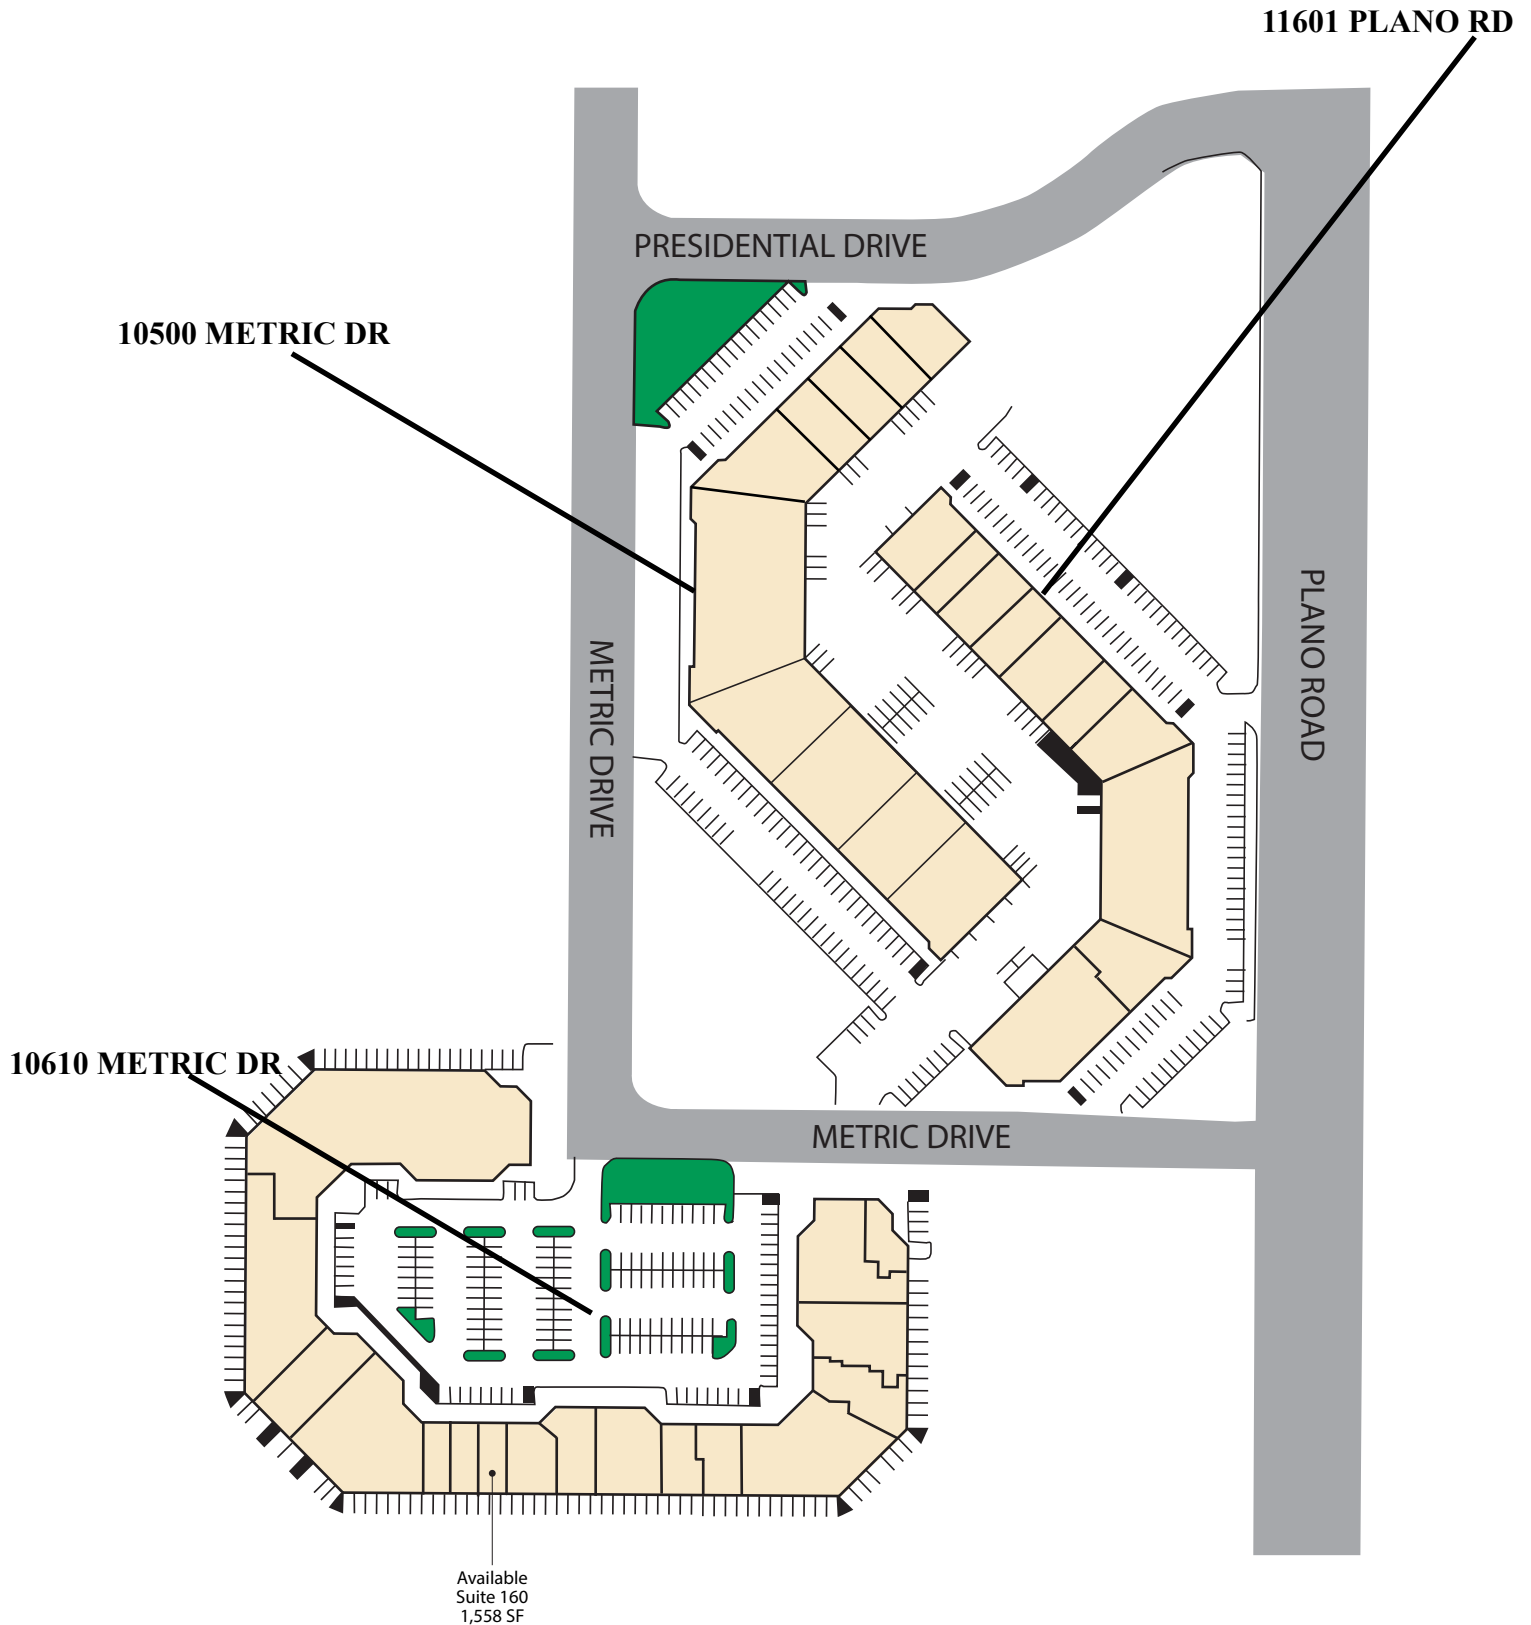 11601 PLANO RD
PRESIDENTIAL DRIVE
10500 METRIC DR
PLANO ROAD
METRIC DRIVE
10610 METRIC DR
METRIC DRIVE
Available
Suite 160
1,558 SF